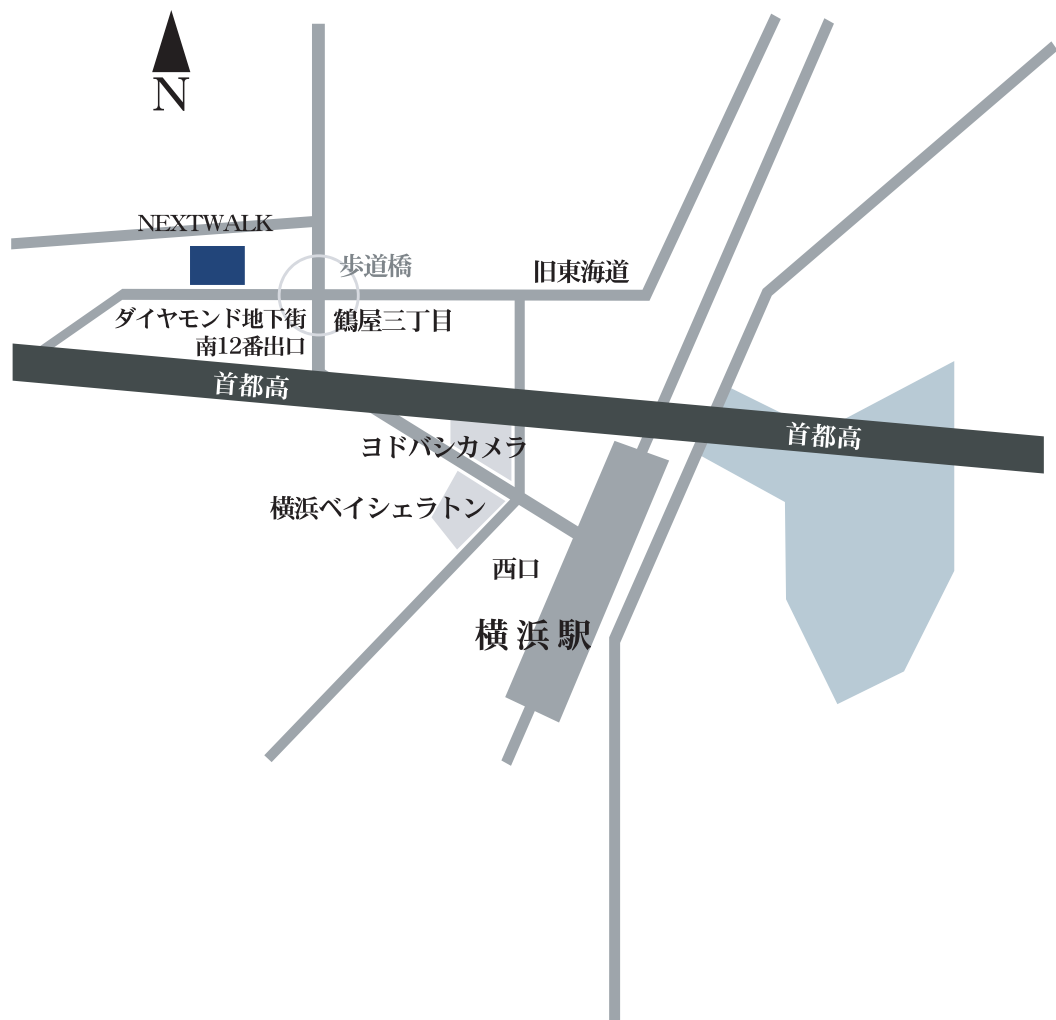 N
NEXTWALK
歩道橋
旧東海道
ダイヤモンド地下街
南12番出口
鶴屋三丁目
首都高
首都高
ヨドバシカメラ
横浜ベイシェラトン
西口
横浜駅